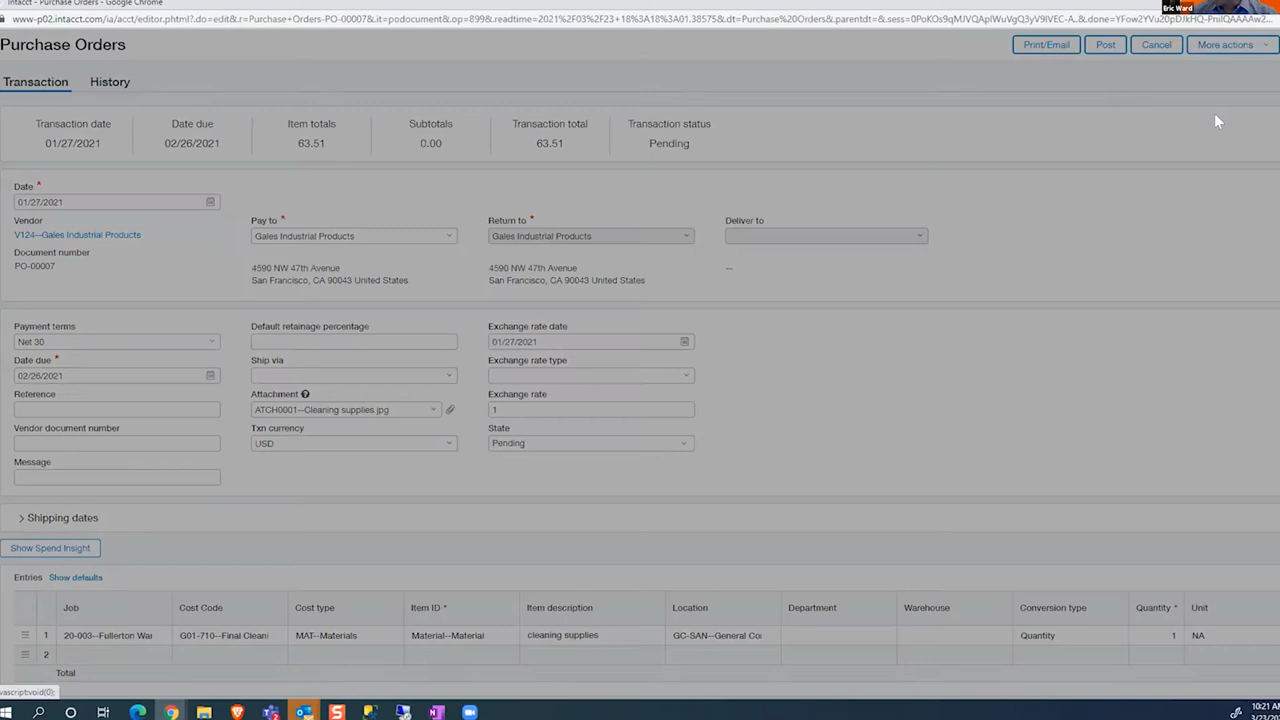 Intacct - Purchase Orders - Google Chrome
Eric Ward
Purchase Orders
Print/Email Post Cancel More actions
Transaction History
Transaction date Date due Item totals Subtotals Transaction total Transaction status
01/27/2021 02/26/2021 63.51 0.00 63.51 Pending
Date *
01/27/2021
Vendor Pay to * Return to * Deliver to
V124--Gales Industrial Products Gales Industrial Products Gales Industrial Products
Document number
PO-00007 4590 NW 47th Avenue 4590 NW 47th Avenue --
San Francisco, CA 90043 United States San Francisco, CA 90043 United States
Payment terms Default retainage percentage Exchange rate date
Net 30 01/27/2021
Date due * Ship via Exchange rate type
02/26/2021
Reference Attachment Exchange rate
ATCH0001--Cleaning supplies.jpg 1
Vendor document number Txn currency State
USD Pending
Message
Shipping dates
Show Spend Insight
Entries Show defaults
Job Cost Code Cost type Item ID * Item description Location Department Warehouse Conversion type Quantity * Unit
1 20-003--Fullerton War G01-710--Final Cleani MAT--Materials Material--Material cleaning supplies GC-SAN--General Co Quantity 1 NA
2
Total
vascript:void(0);
10:21 A